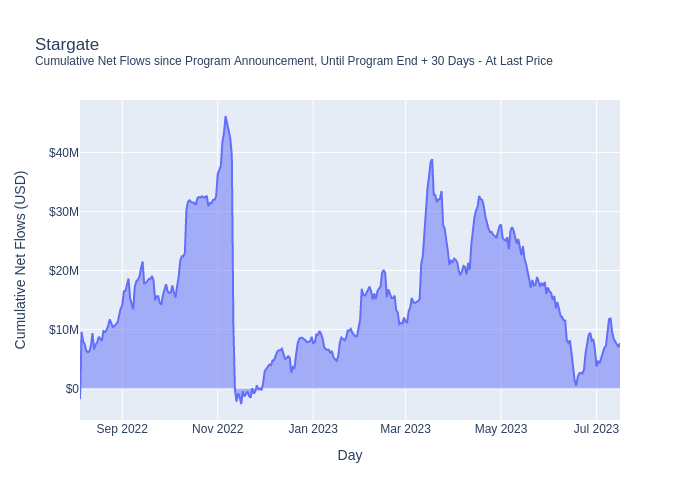 Stargate
Cumulative Net Flows since Program Announcement, Until Program End + 30 Days - At Last Price
Cumulative Net Flows (USD)
$40M
$30M
$20M
$10M
$0
Sep 2022
Nov 2022
Jan 2023
Mar 2023
May 2023
Jul 2023
Day